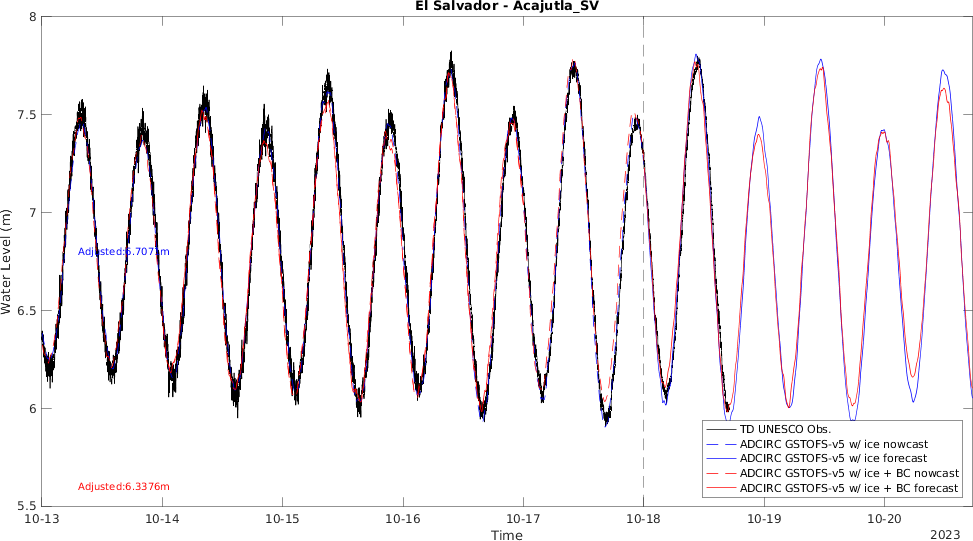 El Salvador - Acajutla_SV
Water Level (m)
8
7.5
7
6.5
6
5.5
Adjusted:6.7071m
Adjusted:6.3376m
TD UNESCO Obs.
ADCIRC GSTOFS-v5 w/ ice nowcast
ADCIRC GSTOFS-v5 w/ ice forecast
ADCIRC GSTOFS-v5 w/ ice + BC nowcast
ADCIRC GSTOFS-v5 w/ ice + BC forecast
10-13 10-14 10-15 10-16 10-17 10-18 10-19 10-20
Time
2023